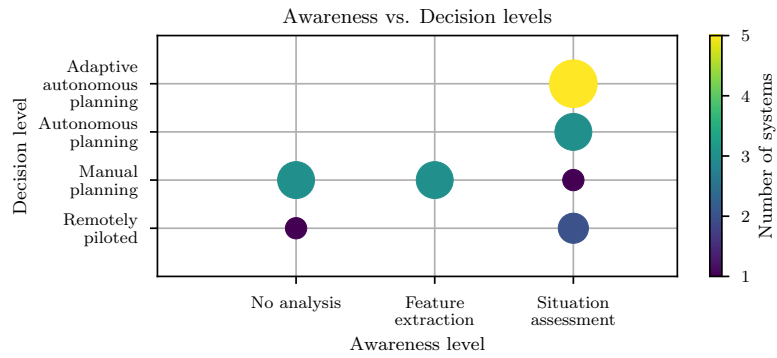 Awareness vs. Decision levels
Decision level
Adaptive
autonomous
planning
Autonomous
planning
Manual
planning
Remotely
piloted
No analysis
Feature
extraction
Situation
assessment
Awareness level
5
4
3
2
1
Number of systems